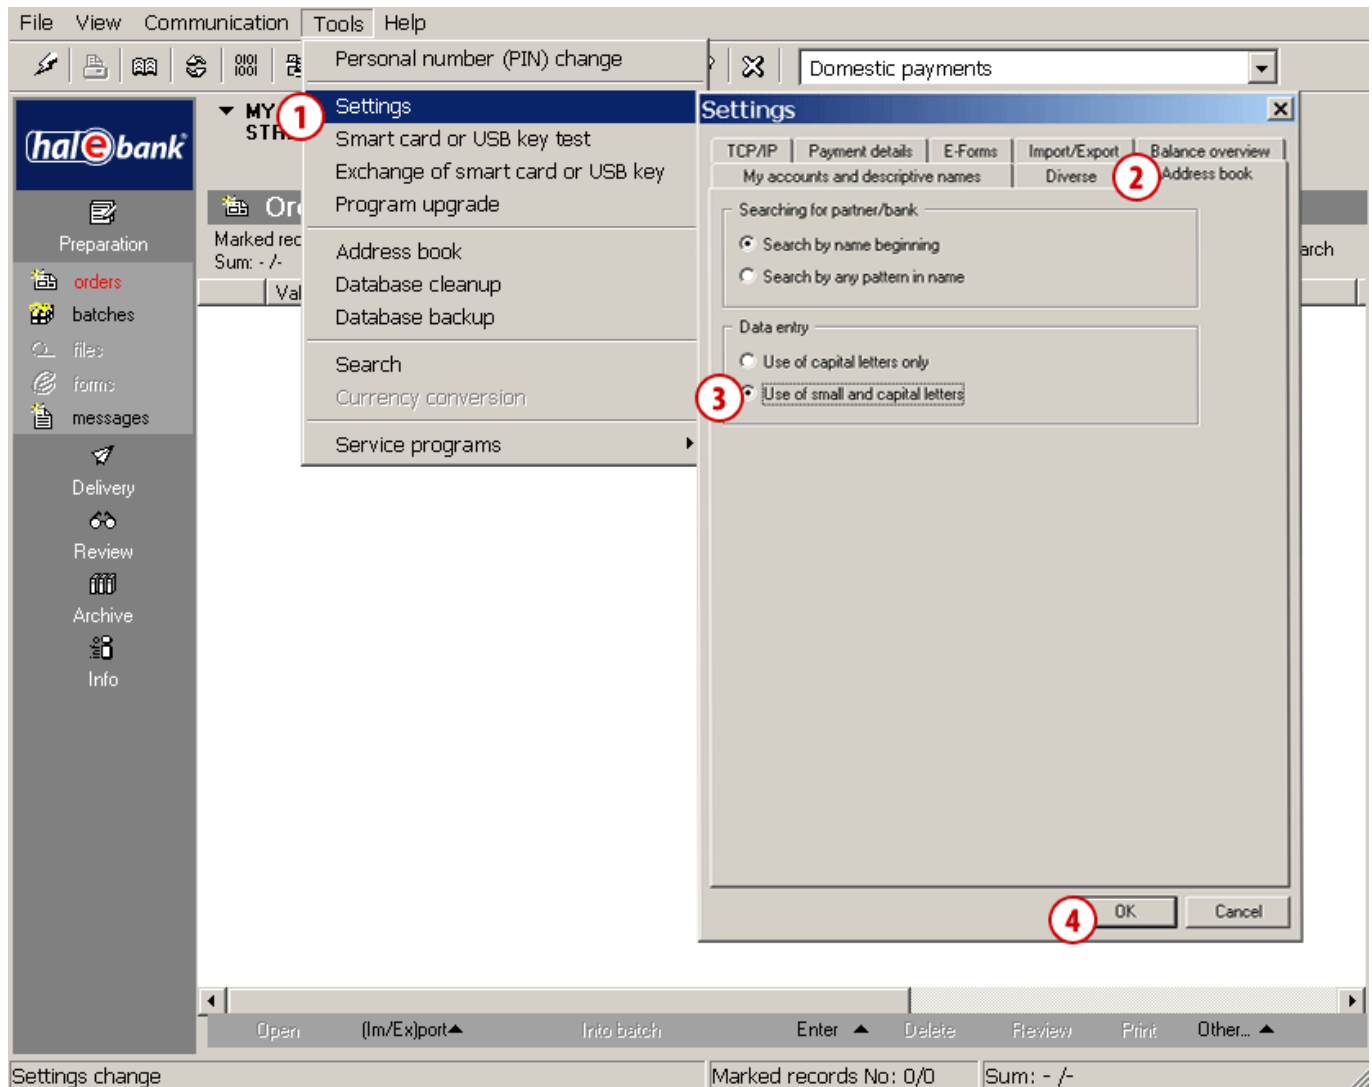 File View Communication Tools Help
Domestic payments
Personal number (PIN) change
Settings
Smart card or USB key test
Exchange of smart card or USB key
Program upgrade
Address book
Database cleanup
Database backup
Search
Currency conversion
Service programs
1
hal e bank
MY
Preparation
orders
batches
files
forms
messages
Delivery
Review
Archive
Info
Marked rec
Sum: - /-
arch
Settings
TCP/IP Payment details E-Forms Import/Export Balance overview
My accounts and descriptive names Diverse 2 Address book
Searching for partner/bank
Search by name beginning
Search by any pattern in name
Data entry
Use of capital letters only
3 Use of small and capital letters
4 OK Cancel
Open (Im/Ex)port Into batch Enter Delete Review Print Other...
Settings change Marked records No: 0/0 Sum: - /-